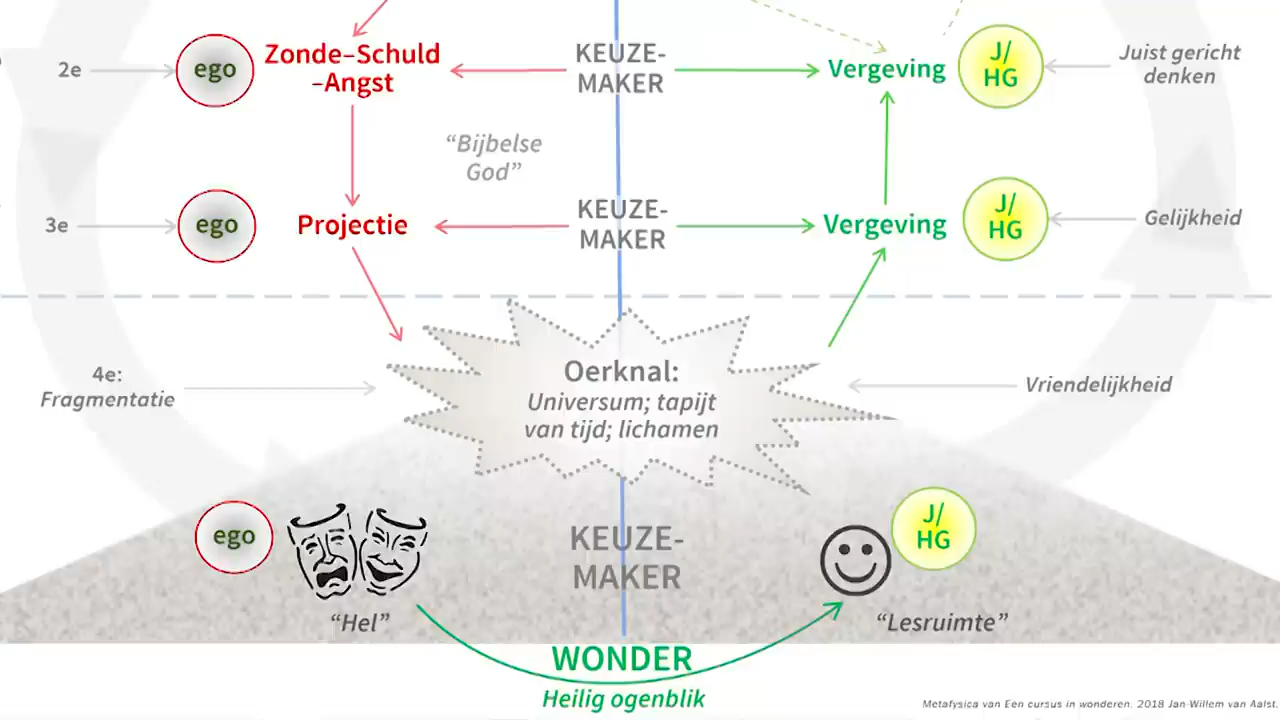 2e
ego
Zonde-Schuld
-Angst
KEUZE-
MAKER
Vergeving
J/
HG
Juist gericht
denken
“Bijbelse
God”
3e
ego
Projectie
KEUZE-
MAKER
Vergeving
J/
HG
Gelijkheid
4e:
Fragmentatie
Oerknal:
Universum; tapijt
van tijd; lichamen
Vriendelijkheid
ego
KEUZE-
MAKER
J/
HG
“Hel”
“Lesruimte”
WONDER
Heilig ogenblik
Metafysica van Een cursus in wonderen. 2018 Jan-Willem van Aalst.